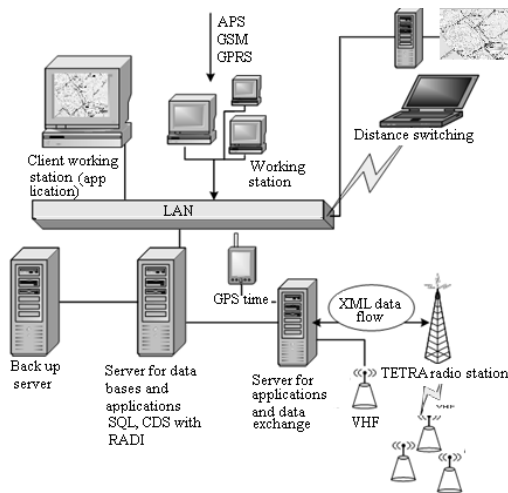 APS
GSM
GPRS
Distance switching
Client working
station (app
lication)
Working
station
LAN
GPS time
XML data
flow
Back up
server
Server for data
bases and
applications
SQL, CDS with
RADI
Server for
applications
and data
exchange
VHF
TETRA radio station
VHF